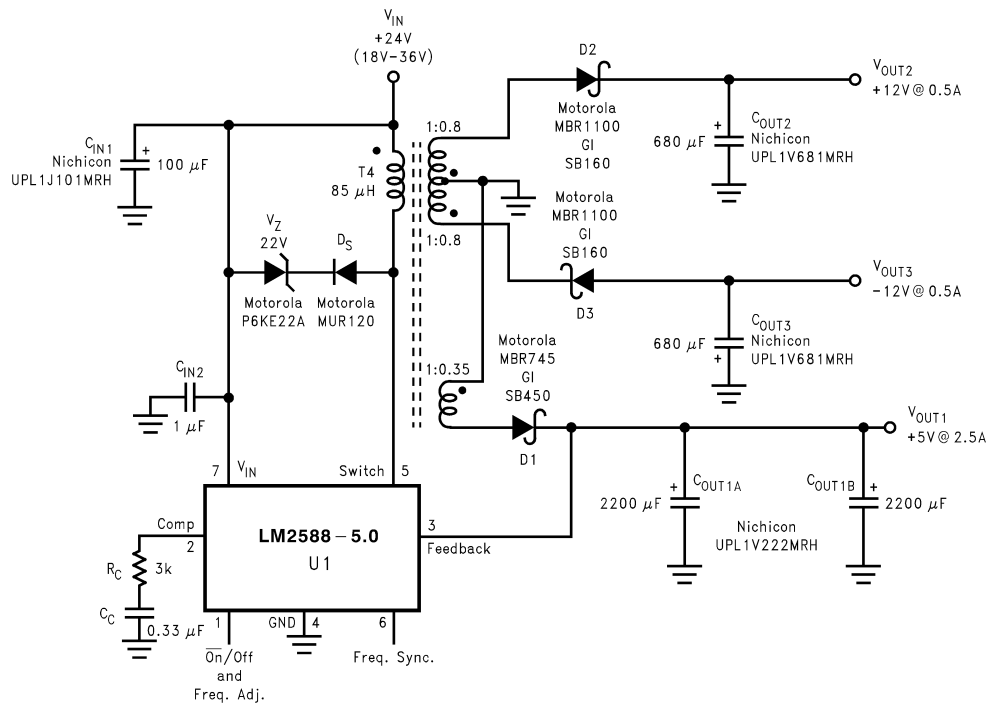 V_IN
+24V
(18V-36V)
C_IN1
Nichicon
UPL1J101MRH
+
100 μF
T4
85 μH
1:0.8
1:0.8
D2
Motorola
MBR1100
GI
SB160
V_OUT2
+12V@ 0.5A
+
680 μF
C_OUT2
Nichicon
UPL1V681MRH
Motorola
MBR1100
GI
SB160
D3
V_OUT3
-12V@ 0.5A
680 μF
+
C_OUT3
Nichicon
UPL1V681MRH
V_Z
22V
Motorola
P6KE22A
D_S
Motorola
MUR120
C_IN2
1 μF
1:0.35
Motorola
MBR745
GI
SB450
D1
V_OUT1
+5V@ 2.5A
+
C_OUT1A
2200 μF
C_OUT1B
+
2200 μF
Nichicon
UPL1V222MRH
7
V_IN
Switch
5
Comp
2
LM2588-5.0
U1
3
Feedback
R_C
3k
C_C
0.33 μF
1
GND
4
6
O̅n̅/Off
and
Freq. Adj.
Freq. Sync.